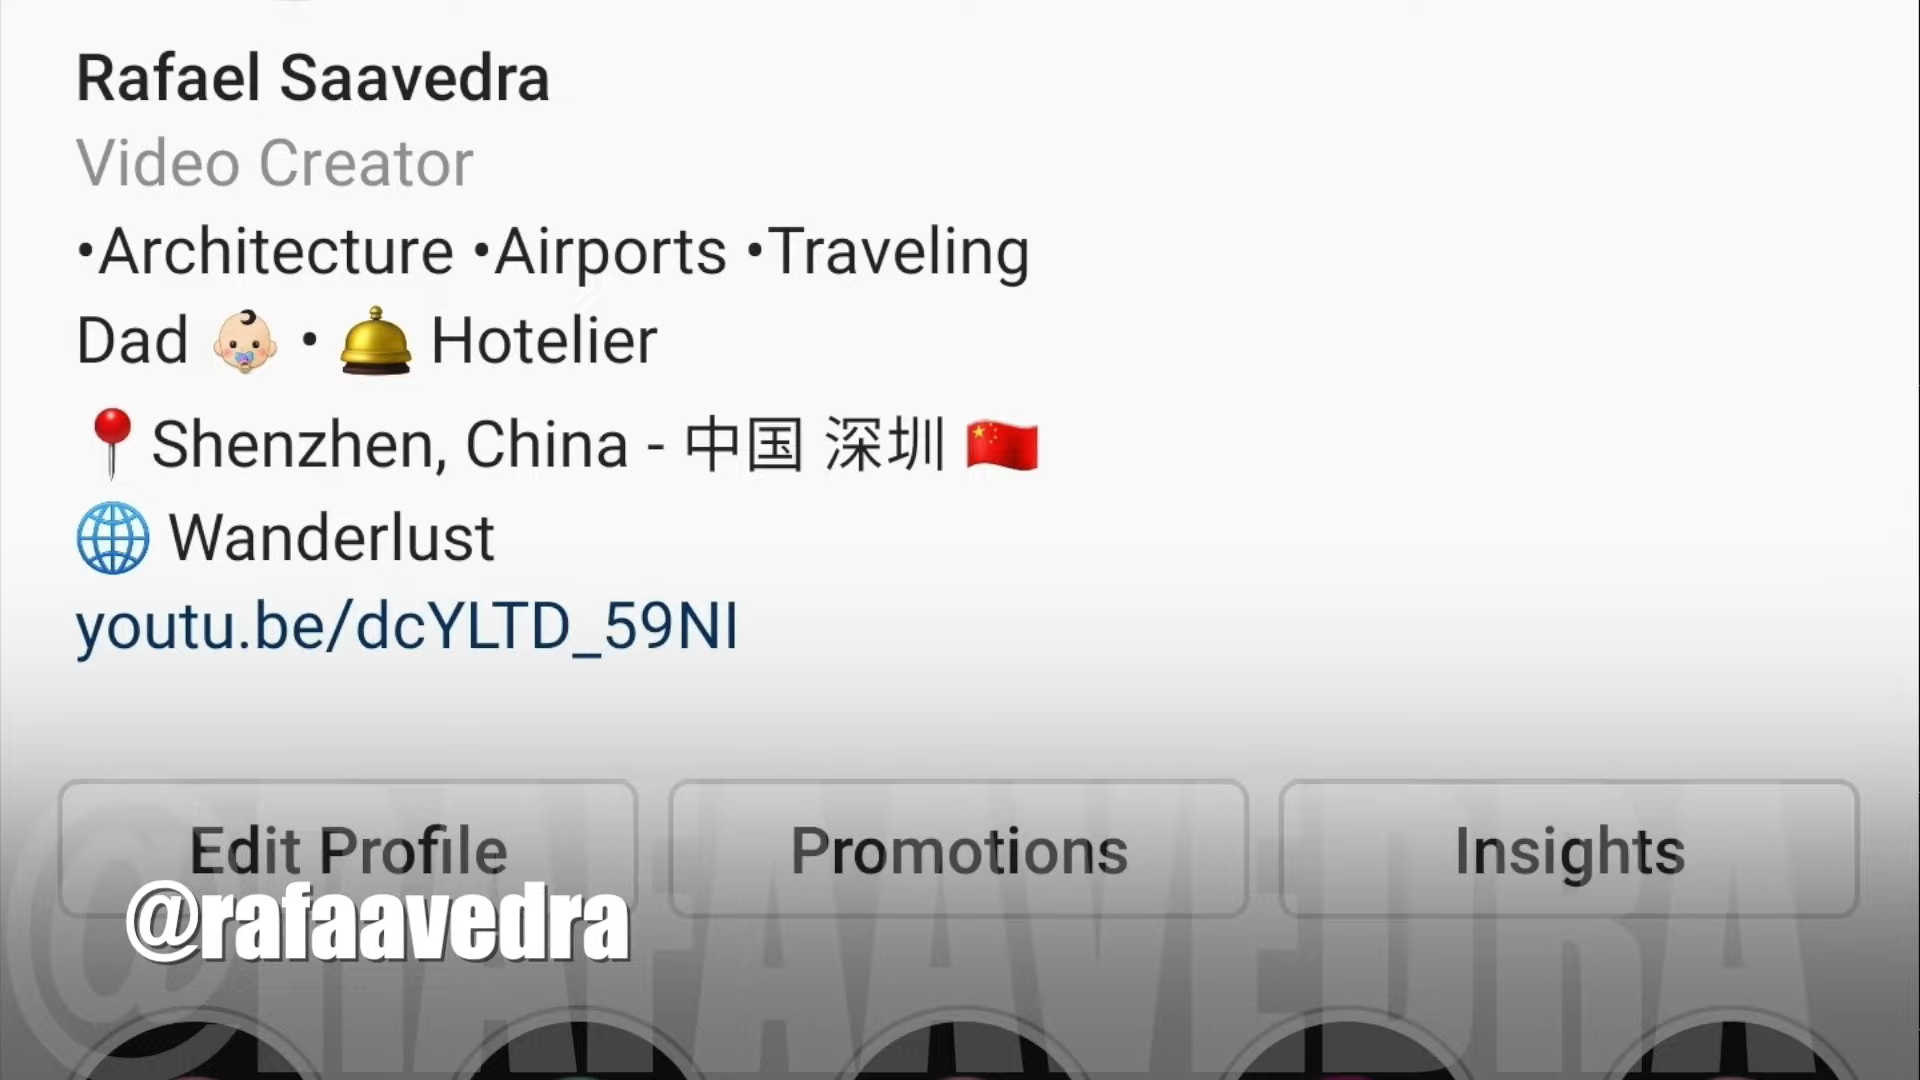 Rafael Saavedra
Video Creator
•Architecture •Airports •Traveling
Dad 👶🏻 • 🛎️ Hotelier
📍Shenzhen, China - 中国 深圳 🇨🇳
🌐 Wanderlust
youtu.be/dcYLTD_59NI
Edit Profile
Promotions
Insights
@rafaavedra
@RAFAAVEDRA